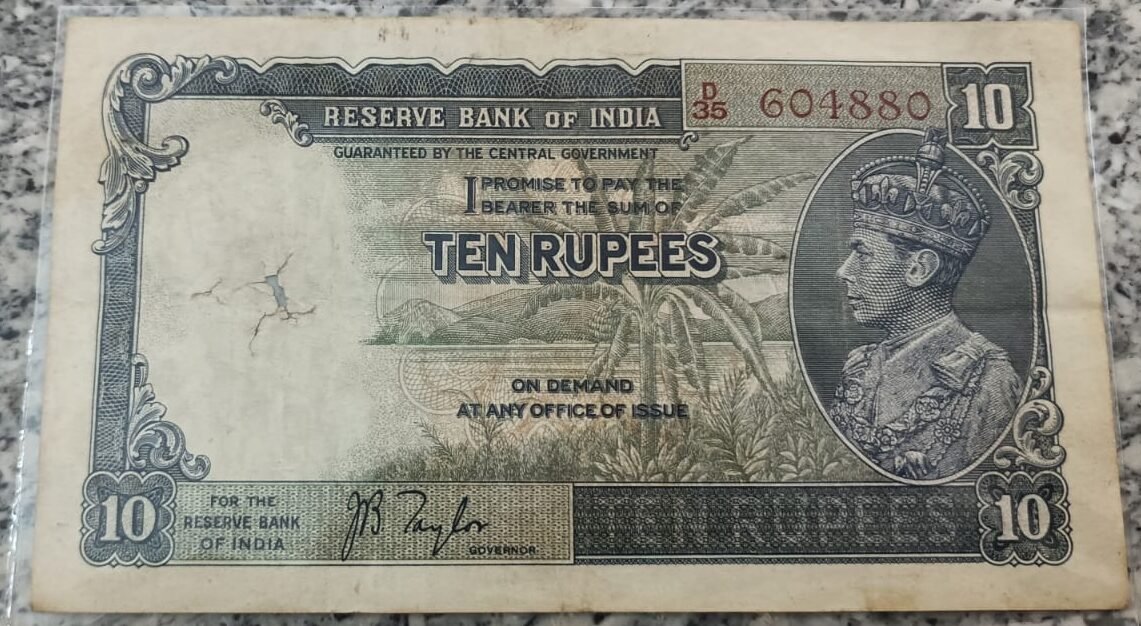 RESERVE BANK OF INDIA
D/35 604880
10
GUARANTEED BY THE CENTRAL GOVERNMENT
I PROMISE TO PAY THE
BEARER THE SUM OF
TEN RUPEES
ON DEMAND
AT ANY OFFICE OF ISSUE
10
FOR THE
RESERVE BANK
OF INDIA
JB Taylor
GOVERNOR
TEN RUPEES
10